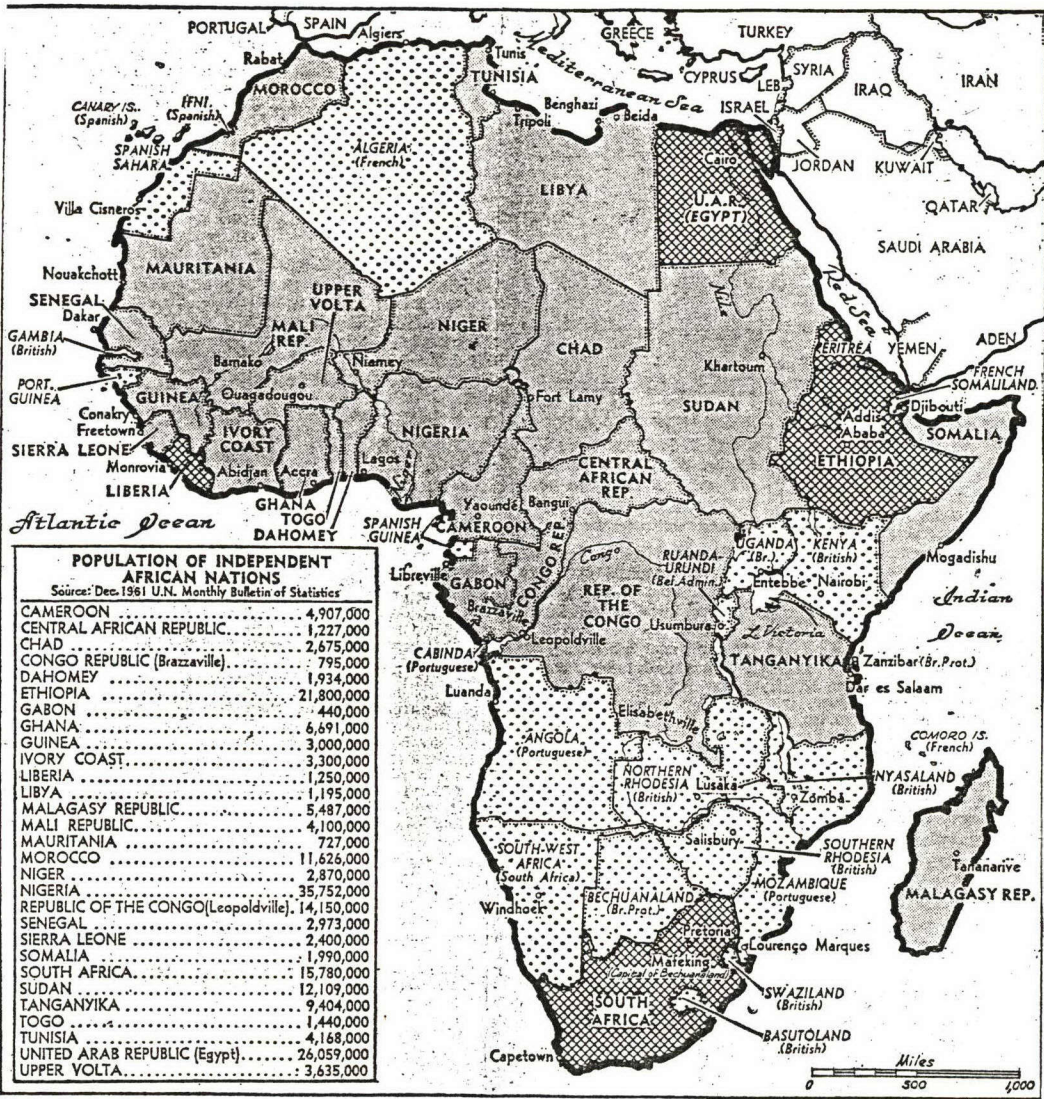 PORTUGAL
SPAIN
Algiers
GREECE
TURKEY
Rabat
Tunis
Mediterranean Sea
CYPRUS
SYRIA
LEB.
IRAQ
IRAN
MOROCCO
TUNISIA
CANARY IS.
(Spanish)
IFNI
(Spanish)
SPANISH
SAHARA
ALGERIA
(French)
Tripoli
Benghazi
Beida
ISRAEL
JORDAN
KUWAIT
Cairo
Villa Cisneros
LIBYA
U.A.R.
(EGYPT)
QATAR
SAUDI ARABIA
Nouakchott
MAURITANIA
UPPER
VOLTA
Nile
Red Sea
SENEGAL
Dakar
MALI
REP.
NIGER
CHAD
ERITREA
YEMEN
ADEN
GAMBIA
(British)
Bamako
Niamey
Khartoum
FRENCH
SOMALILAND
PORT.
GUINEA
GUINEA
Ouagadougou
Fort Lamy
SUDAN
Djibouti
Conakry
Freetown
NIGERIA
Addis
Ababa
SOMALIA
SIERRA LEONE
IVORY
COAST
ETHIOPIA
Monrovia
Abidjan
Accra
Lagos
CENTRAL
AFRICAN
REP.
LIBERIA
GHANA
TOGO
DAHOMEY
Yaoundé
Bangui
Atlantic Ocean
SPANISH
GUINEA
CAMEROON
UGANDA
(Br.)
KENYA
(British)
Mogadishu
Libreville
GABON
CONGO REP.
Congo
RUANDA-
URUNDI
(Bel. Admin.)
Entebbe
Nairobi
Indian
Ocean
Brazzaville
REP. OF
THE
CONGO
Usumbura
L. Victoria
Leopoldville
CABINDA
(Portuguese)
TANGANYIKA
Zanzibar (Br. Prot.)
Dar es Salaam
Luanda
Elisabethville
ANGOLA
(Portuguese)
COMORO IS.
(French)
NORTHERN
RHODESIA
(British)
Lusaka
Zomba
NYASALAND
(British)
SOUTH-WEST
AFRICA
(South Africa)
Salisbury
SOUTHERN
RHODESIA
(British)
Tananarive
Windhoek
BECHUANALAND
(Br. Prot.)
MOZAMBIQUE
(Portuguese)
MALAGASY REP.
Pretoria
Lourenço Marques
Mafeking
(Capital of Bechuanaland)
SWAZILAND
(British)
SOUTH
AFRICA
BASUTOLAND
(British)
Capetown
Miles
0 500 1,000
POPULATION OF INDEPENDENT
AFRICAN NATIONS
Source: Dec. 1961 U.N. Monthly Bulletin of Statistics
CAMEROON 4,907,000
CENTRAL AFRICAN REPUBLIC 1,227,000
CHAD 2,675,000
CONGO REPUBLIC (Brazzaville) 795,000
DAHOMEY 1,934,000
ETHIOPIA 21,800,000
GABON 440,000
GHANA 6,691,000
GUINEA 3,000,000
IVORY COAST 3,300,000
LIBERIA 1,250,000
LIBYA 1,195,000
MALAGASY REPUBLIC 5,487,000
MALI REPUBLIC 4,100,000
MAURITANIA 727,000
MOROCCO 11,626,000
NIGER 2,870,000
NIGERIA 35,752,000
REPUBLIC OF THE CONGO (Leopoldville) 14,150,000
SENEGAL 2,973,000
SIERRA LEONE 2,400,000
SOMALIA 1,990,000
SOUTH AFRICA 15,780,000
SUDAN 12,109,000
TANGANYIKA 9,404,000
TOGO 1,440,000
TUNISIA 4,168,000
UNITED ARAB REPUBLIC (Egypt) 26,059,000
UPPER VOLTA 3,635,000